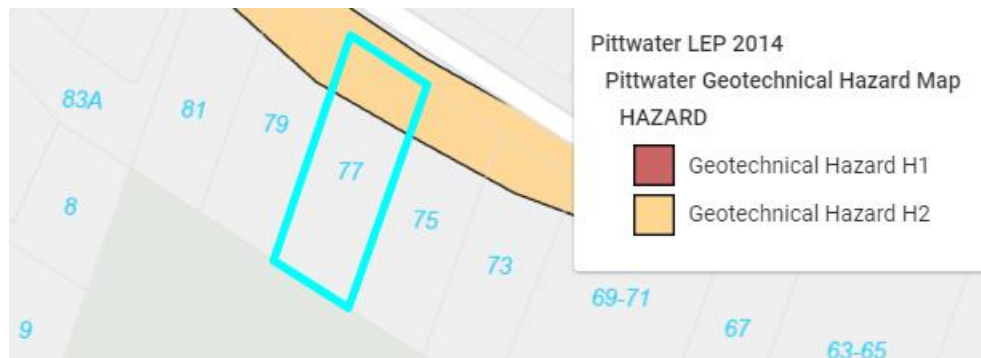 Pittwater LEP 2014
Pittwater Geotechnical Hazard Map
HAZARD
Geotechnical Hazard H1
Geotechnical Hazard H2
83A
81
79
77
75
73
69-71
67
63-65
8
9